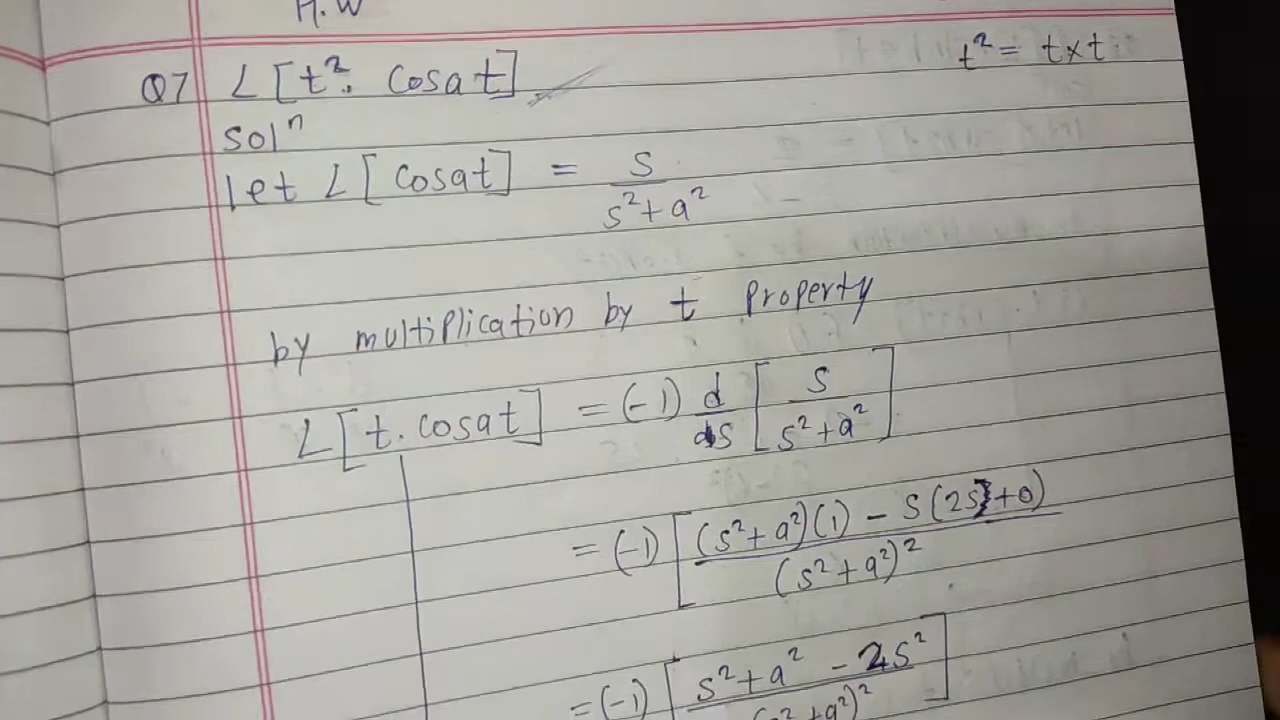 H.W
t² = t×t.
Q7 L[t². cosat]
solⁿ
let L[cosat] = s/(s²+a²)
by multiplication by t property
L[t.cosat] = (-1) d/ds [s/(s²+a²)]
= (-1) [((s²+a²)(1) - s(2s+0))/(s²+a²)²]
= (-1) [(s²+a² - 2s²)/(s²+a²)²]